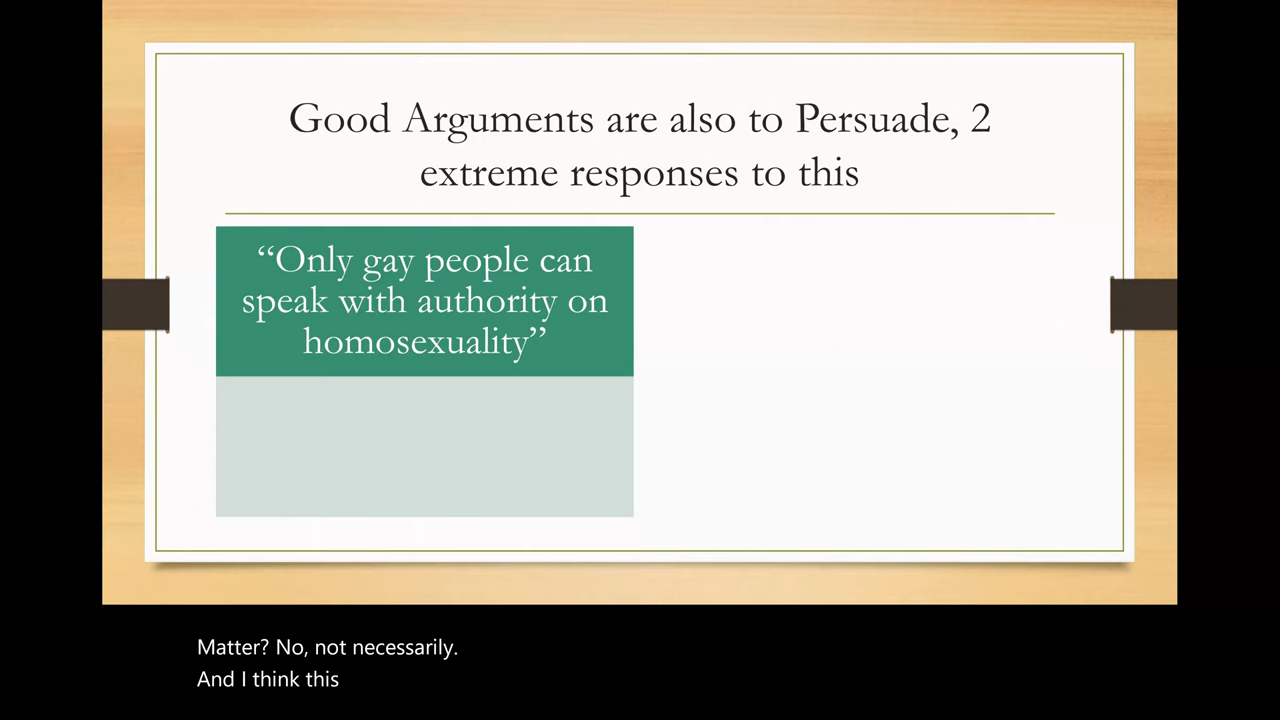 Good Arguments are also to Persuade, 2
extreme responses to this
“Only gay people can
speak with authority on
homosexuality”
Matter? No, not necessarily.
And I think this